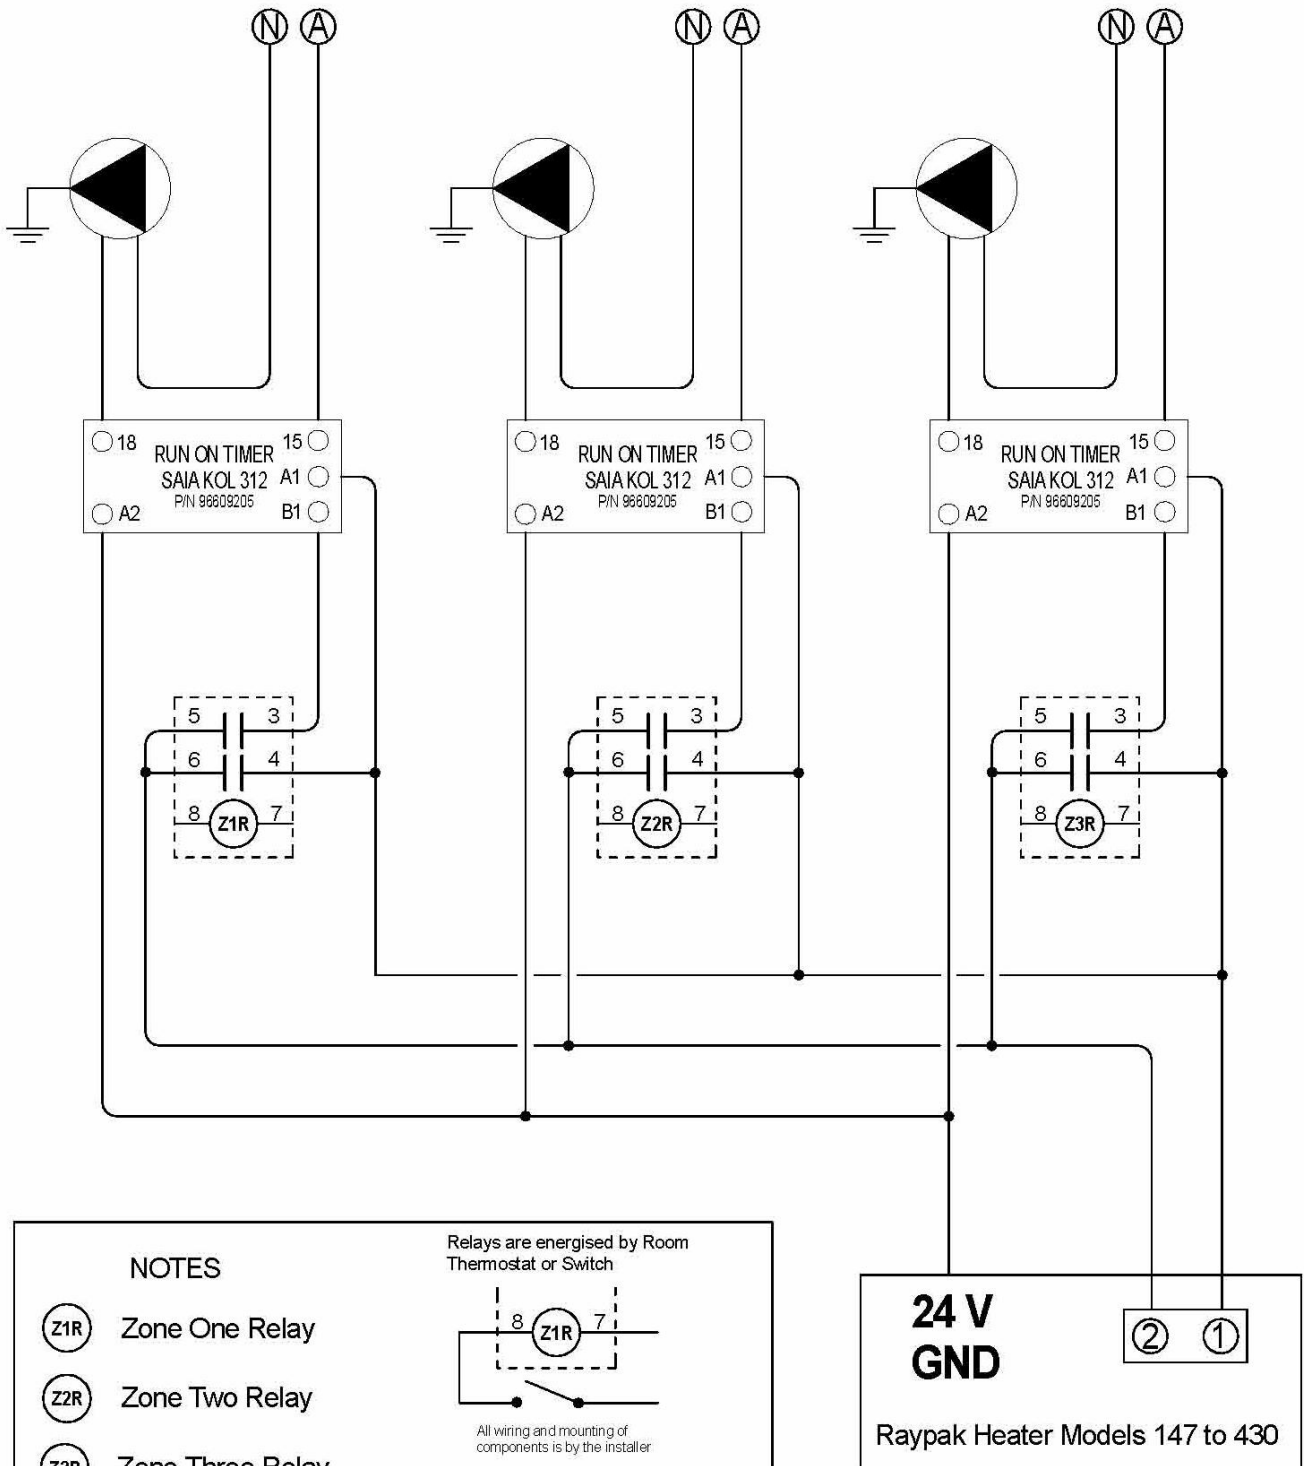 N A N A N A
18 RUN ON TIMER 15
SAIA KOL 312 A1
P/N 96609205
A2 B1
18 RUN ON TIMER 15
SAIA KOL 312 A1
P/N 96609205
A2 B1
18 RUN ON TIMER 15
SAIA KOL 312 A1
P/N 96609205
A2 B1
5 3
6 4
8 Z1R 7
5 3
6 4
8 Z2R 7
5 3
6 4
8 Z3R 7
NOTES
Z1R Zone One Relay
Z2R Zone Two Relay
Z3R Zone Three Relay
Relays are energised by Room
Thermostat or Switch
8 Z1R 7
All wiring and mounting of
components is by the installer
24 V
GND
2 1
Raypak Heater Models 147 to 430